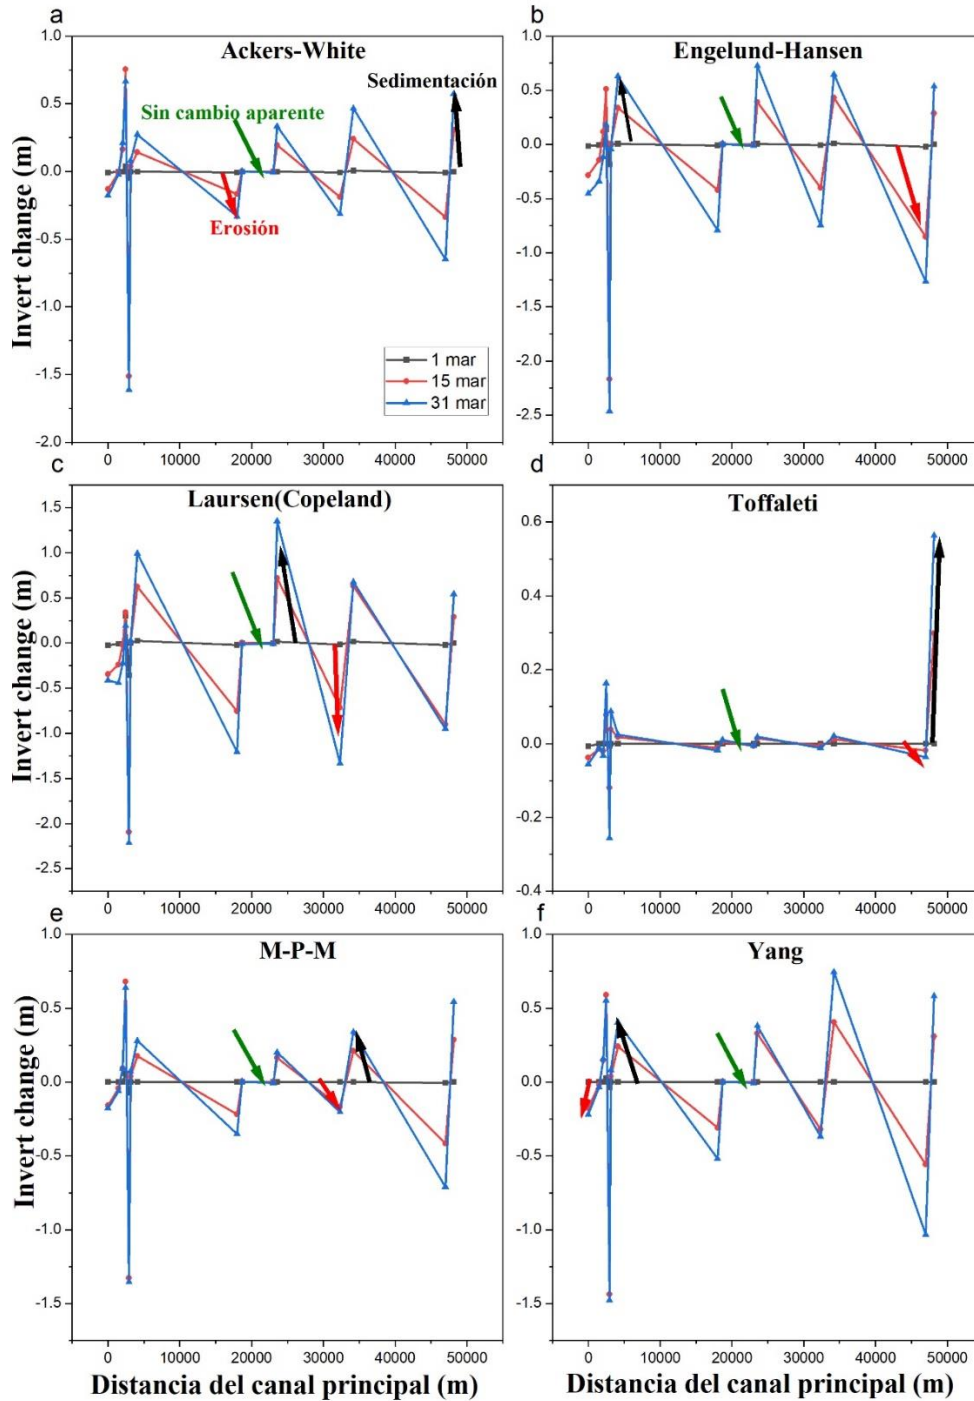 a
Ackers-White
Sedimentación
Sin cambio aparente
Erosión
1 mar
15 mar
31 mar
Invert change (m)
1.0
0.5
0.0
-0.5
-1.0
-1.5
-2.0
0 10000 20000 30000 40000 50000
b
Engelund-Hansen
1.0
0.5
0.0
-0.5
-1.0
-1.5
-2.0
-2.5
0 10000 20000 30000 40000 50000
c
Laursen(Copeland)
Invert change (m)
1.5
1.0
0.5
0.0
-0.5
-1.0
-1.5
-2.0
-2.5
0 10000 20000 30000 40000 50000
d
Toffaleti
0.6
0.4
0.2
0.0
-0.2
-0.4
0 10000 20000 30000 40000 50000
e
M-P-M
Invert change (m)
1.0
0.5
0.0
-0.5
-1.0
-1.5
0 10000 20000 30000 40000 50000
Distancia del canal principal (m)
f
Yang
1.0
0.5
0.0
-0.5
-1.0
-1.5
0 10000 20000 30000 40000 50000
Distancia del canal principal (m)